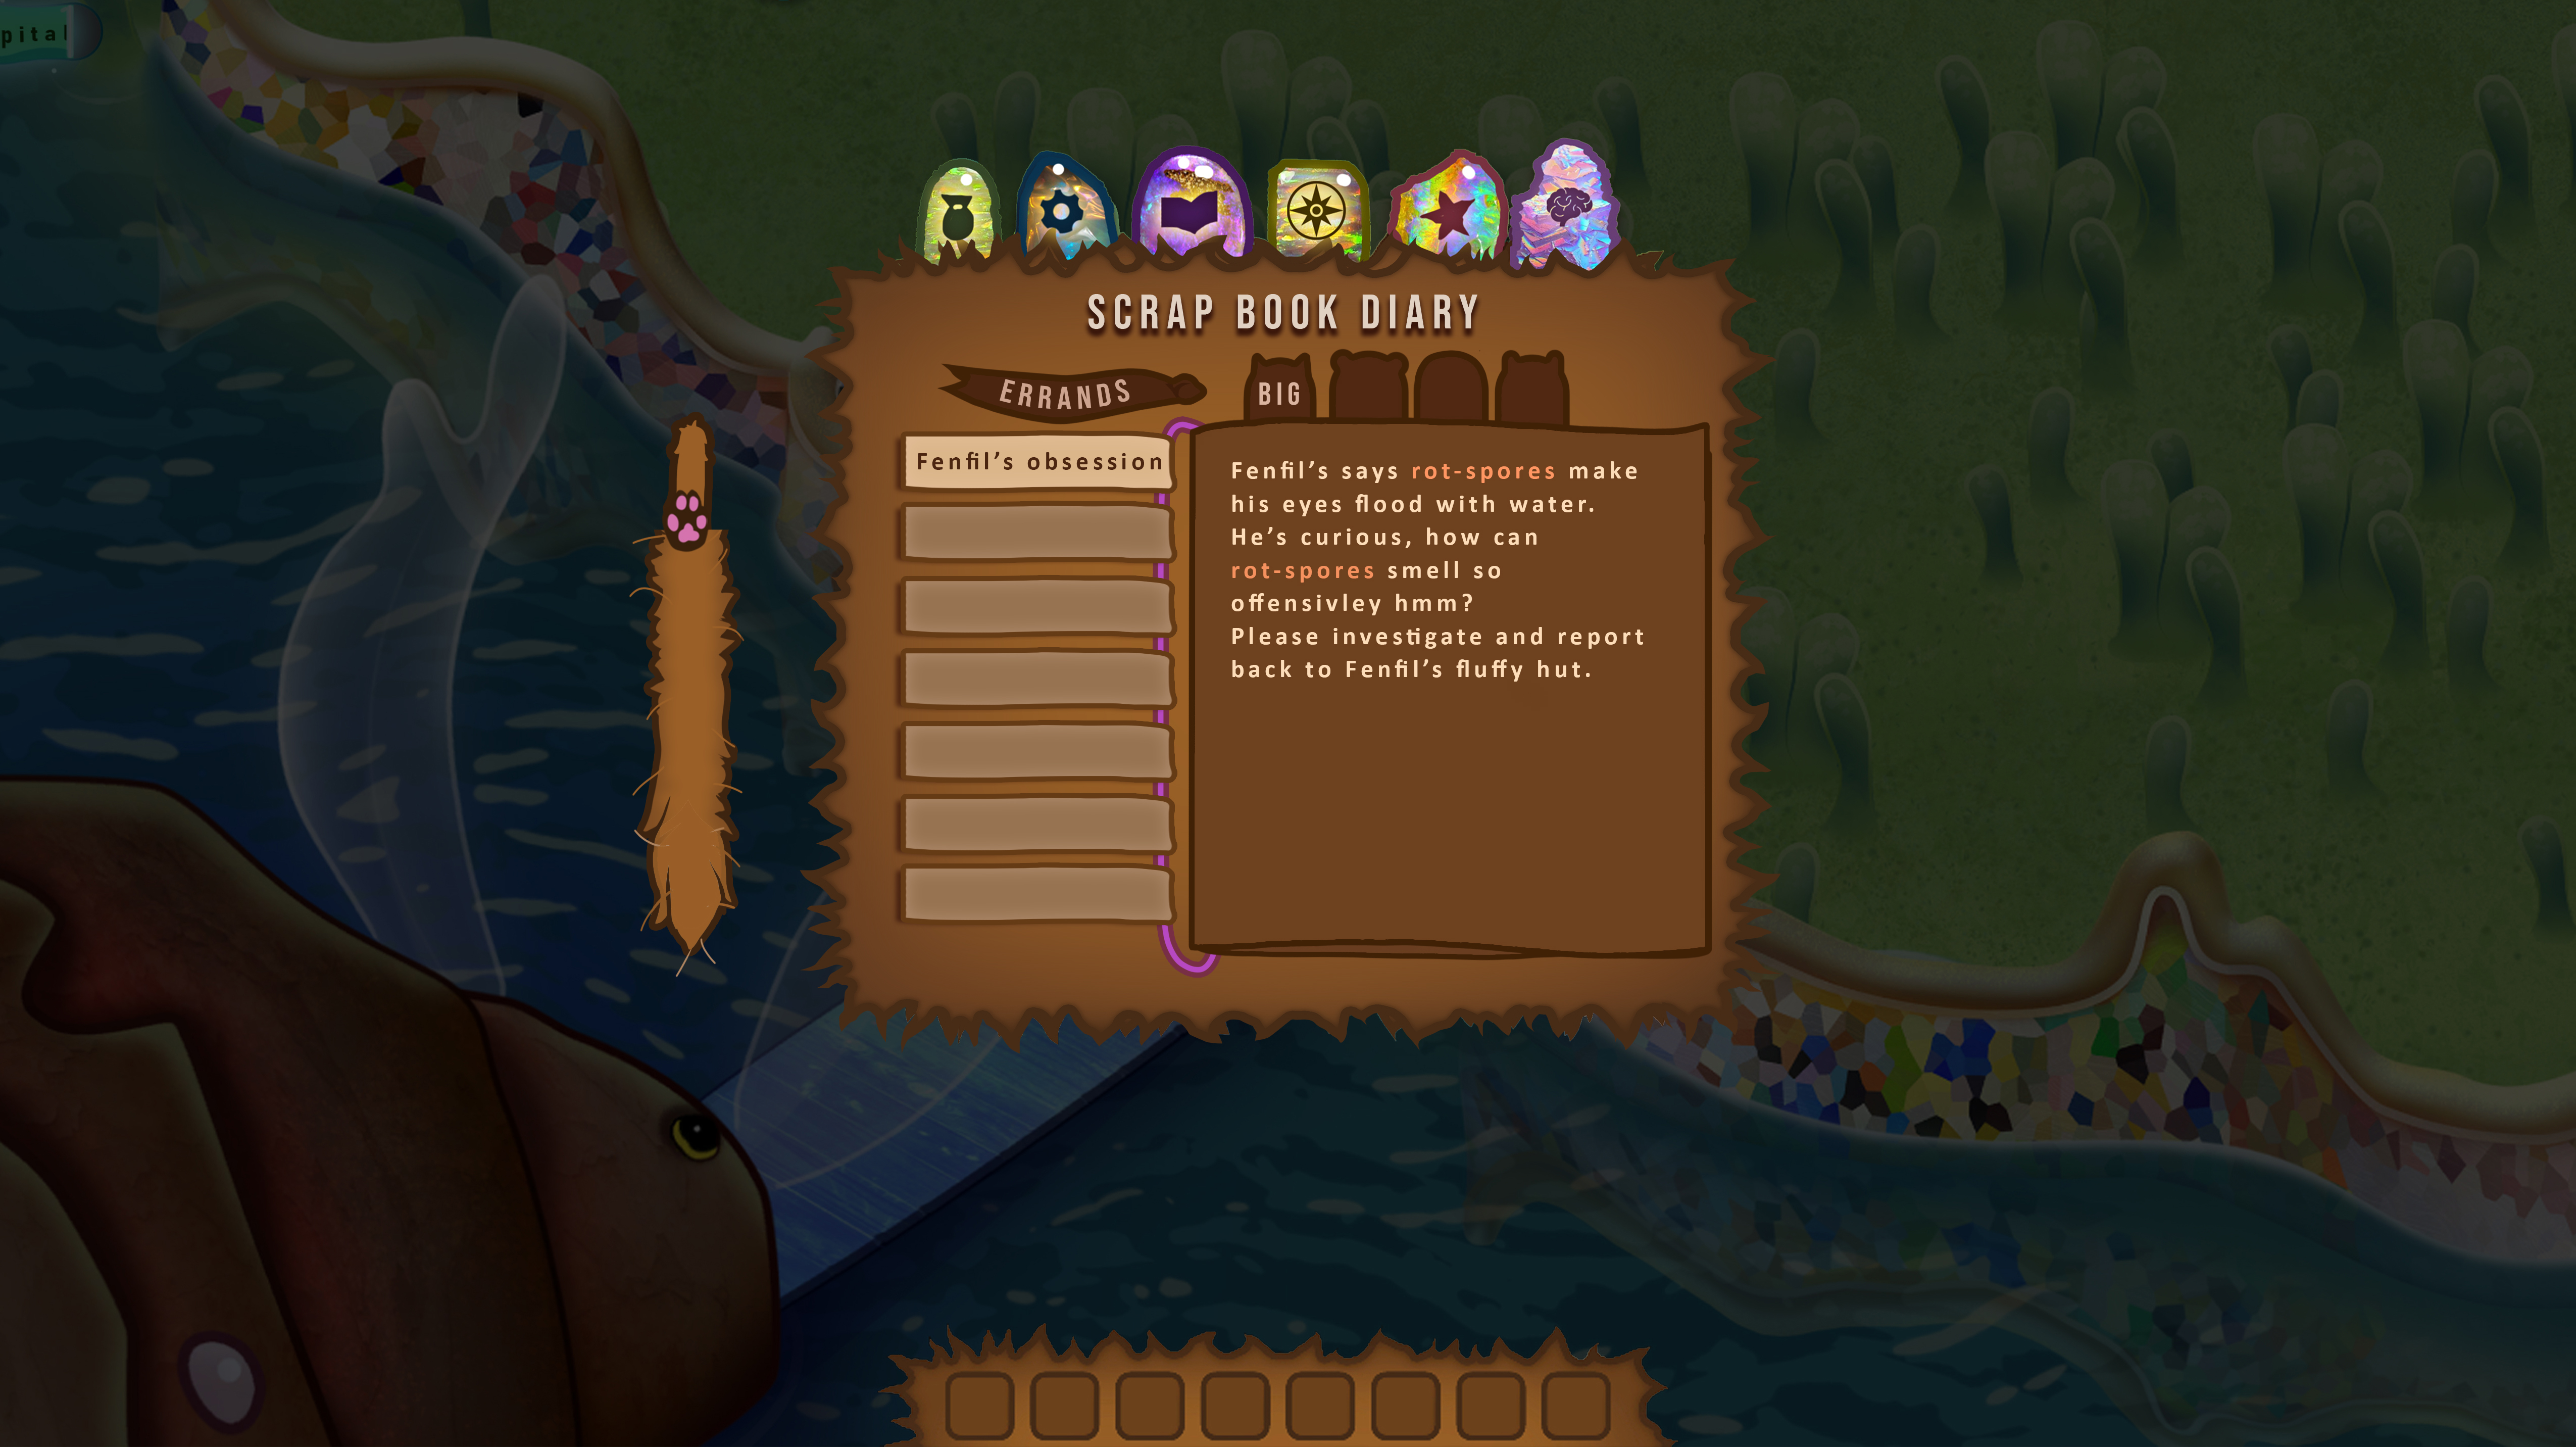 pital
SCRAP BOOK DIARY
ERRANDS
BIG
Fenfil’s obsession
Fenfil’s says rot-spores make
his eyes flood with water.
He’s curious, how can
rot-spores smell so
offensivley hmm?
Please investigate and report
back to Fenfil’s fluffy hut.